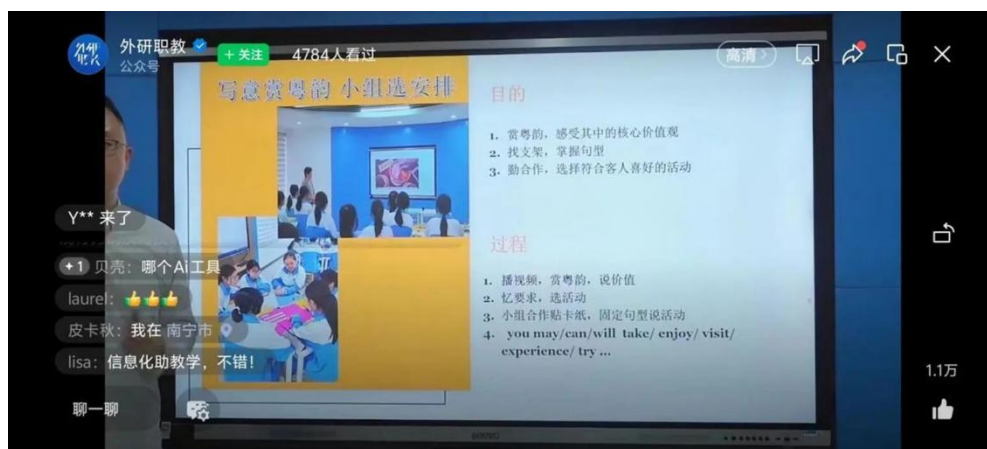 外研职教
公众号
+ 关注
4784人看过
高清 >
写意赏粤韵 小组选安排
目的
1. 赏粤韵，感受其中的核心价值观
2. 找支架，掌握句型
3. 勤合作，选择符合客人喜好的活动
过程
1. 播视频，赏粤韵，说价值
2. 忆要求，选活动
3. 小组合作贴卡纸，固定句型说活动
4. you may/can/will take/ enjoy/ visit/
experience/ try ...
Y** 来了
+1 贝壳：哪个Ai工具
laurel：👍👍👍
皮卡秋：我在 南宁市
lisa：信息化助教学，不错！
聊一聊
1.1万